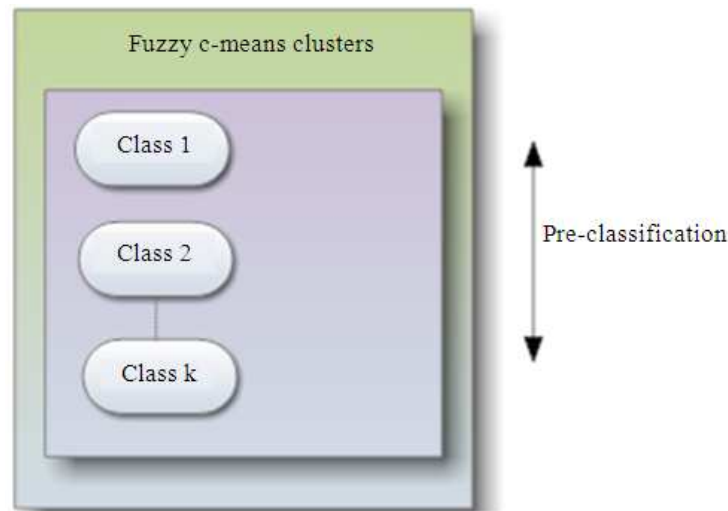 Fuzzy c-means clusters
Class 1
Class 2
Pre-classification
Class k